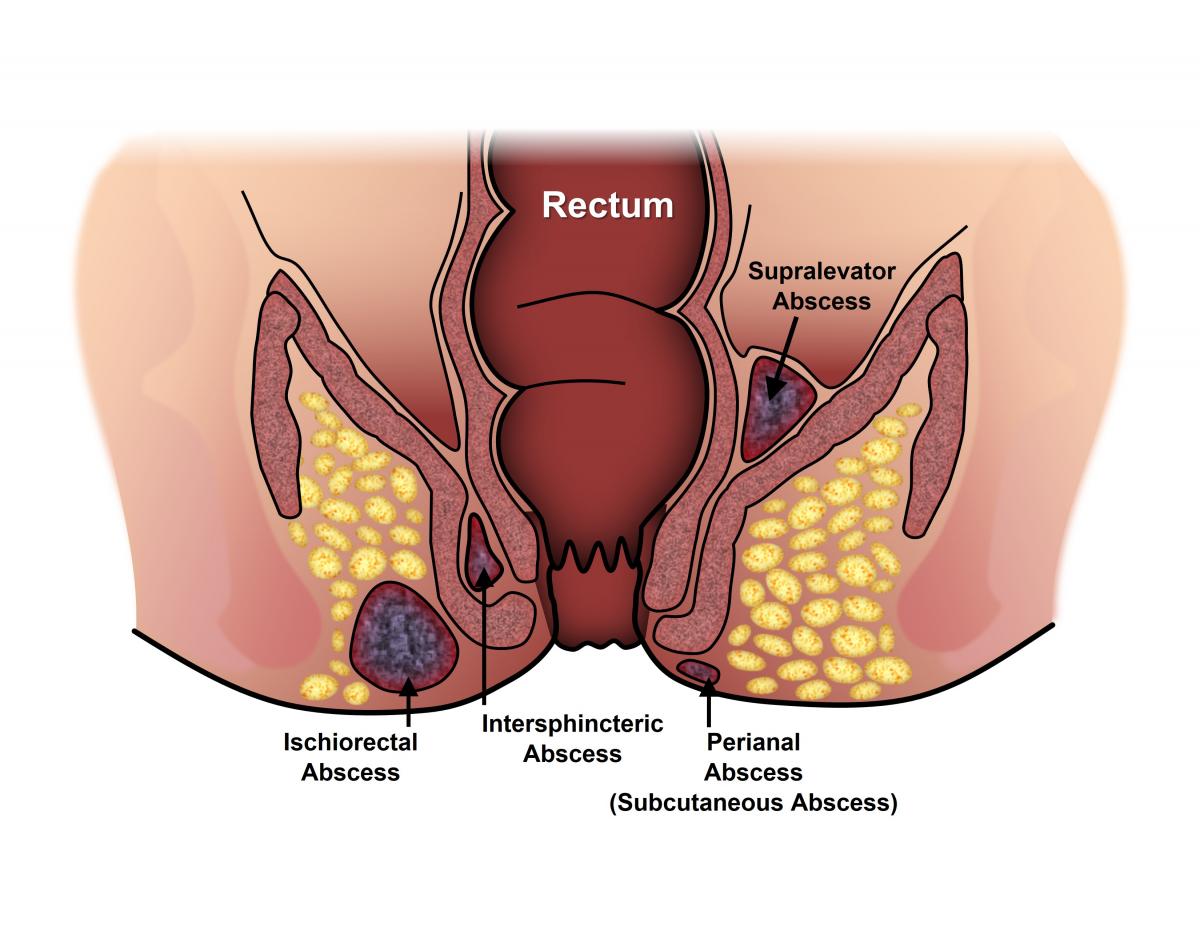 Rectum
Supralevator
Abscess
Ischiorectal
Abscess
Intersphincteric
Abscess
Perianal
Abscess
(Subcutaneous Abscess)